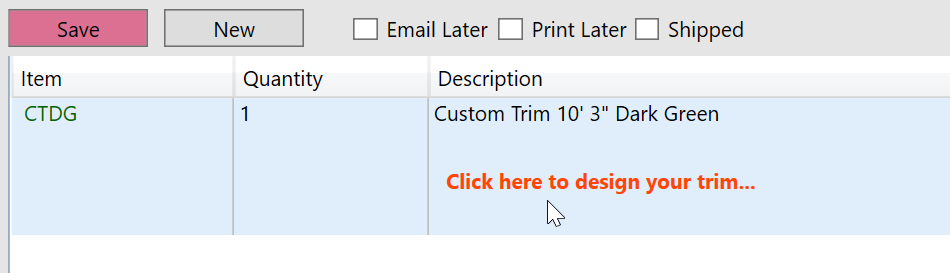 Save New Email Later Print Later Shipped
Item Quantity Description
CTDG 1 Custom Trim 10' 3" Dark Green
Click here to design your trim...